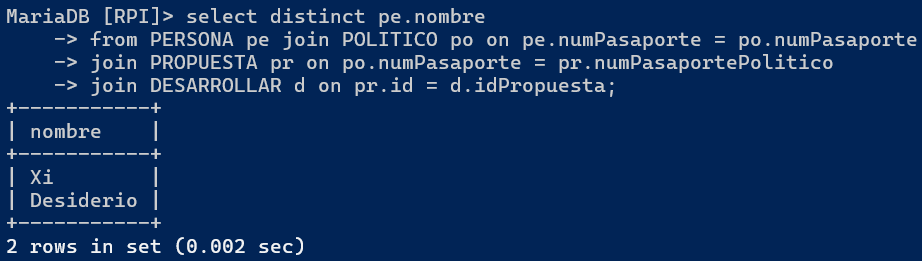 MariaDB [RPI]> select distinct pe.nombre
    -> from PERSONA pe join POLITICO po on pe.numPasaporte = po.numPasaporte
    -> join PROPUESTA pr on po.numPasaporte = pr.numPasaportePolitico
    -> join DESARROLLAR d on pr.id = d.idPropuesta;
+-----------+
| nombre    |
+-----------+
| Xi        |
| Desiderio |
+-----------+
2 rows in set (0.002 sec)